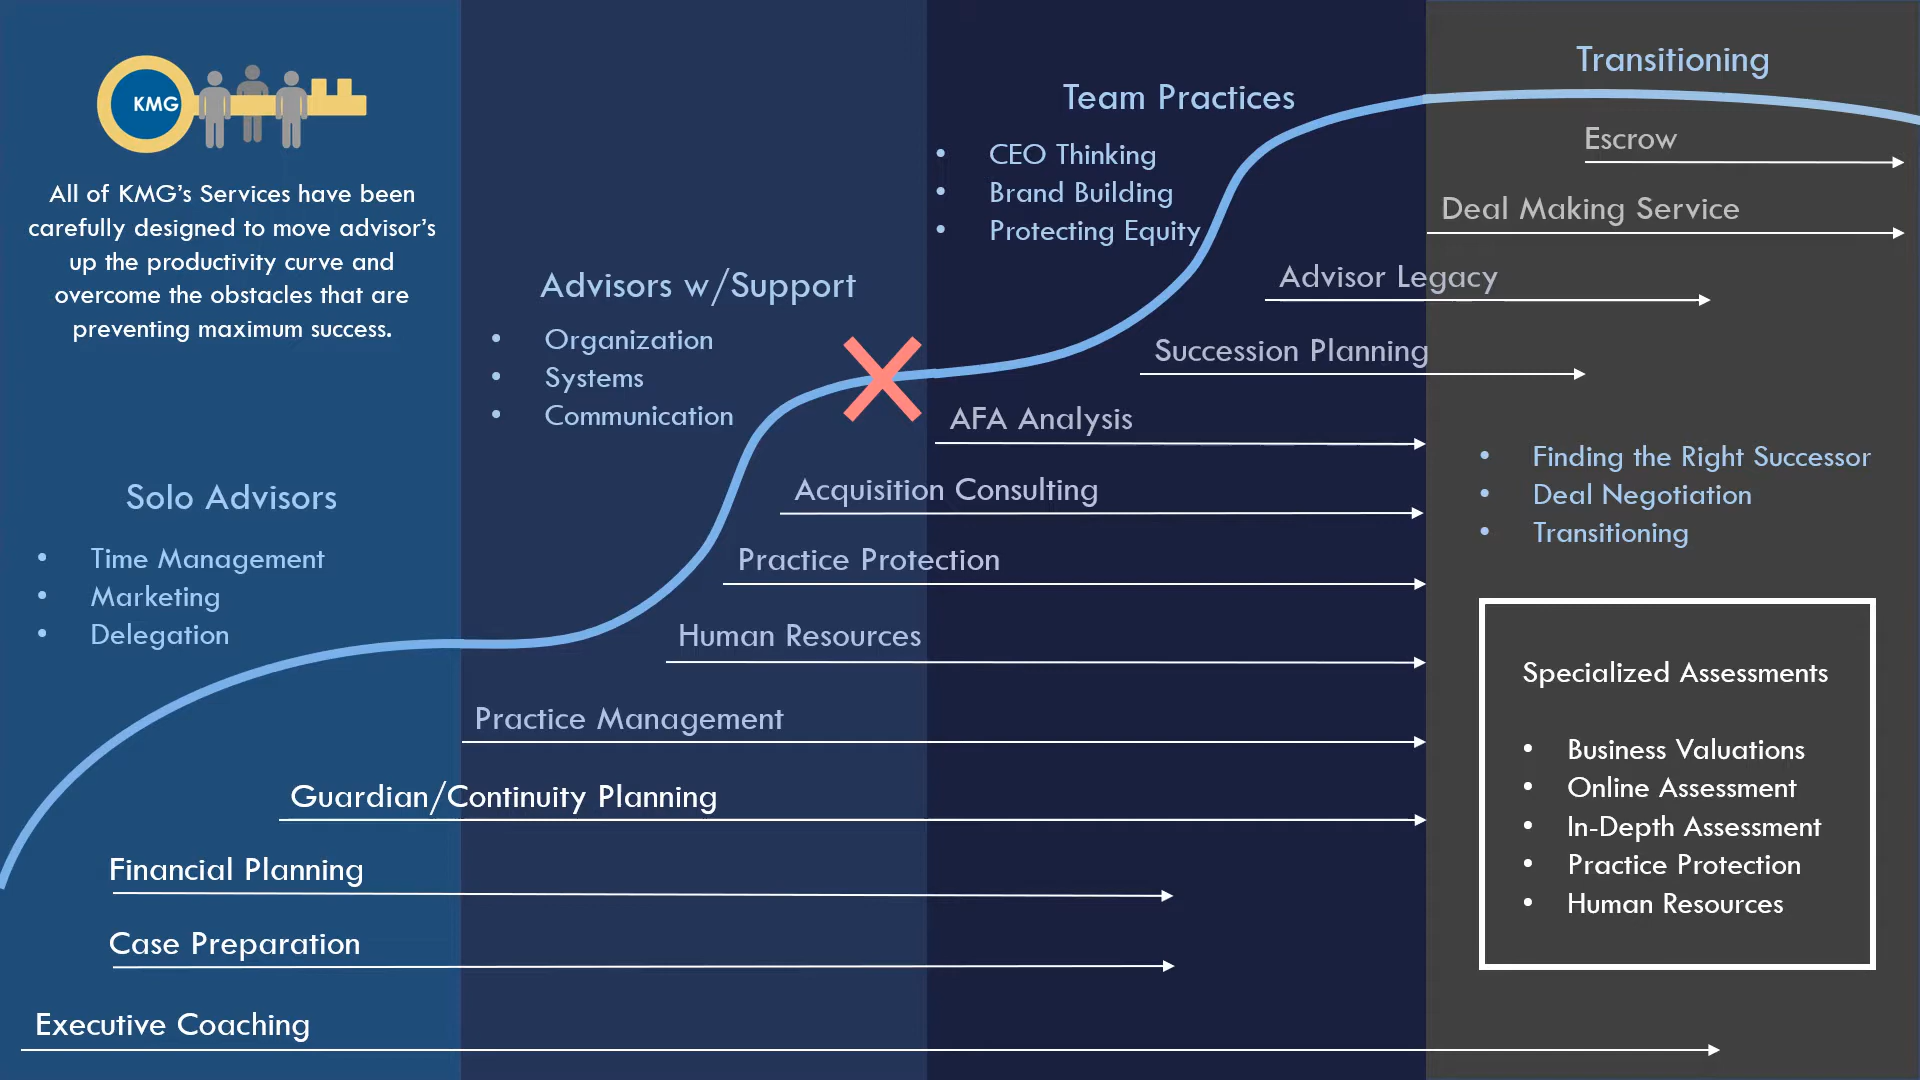 KMG
All of KMG's Services have been
carefully designed to move advisor's
up the productivity curve and
overcome the obstacles that are
preventing maximum success.
Solo Advisors
• Time Management
• Marketing
• Delegation
Advisors w/Support
• Organization
• Systems
• Communication
Team Practices
• CEO Thinking
• Brand Building
• Protecting Equity
Transitioning
Escrow
Deal Making Service
Advisor Legacy
Succession Planning
AFA Analysis
Acquisition Consulting
Practice Protection
Human Resources
Practice Management
Guardian/Continuity Planning
Financial Planning
Case Preparation
Executive Coaching
• Finding the Right Successor
• Deal Negotiation
• Transitioning
Specialized Assessments
• Business Valuations
• Online Assessment
• In-Depth Assessment
• Practice Protection
• Human Resources